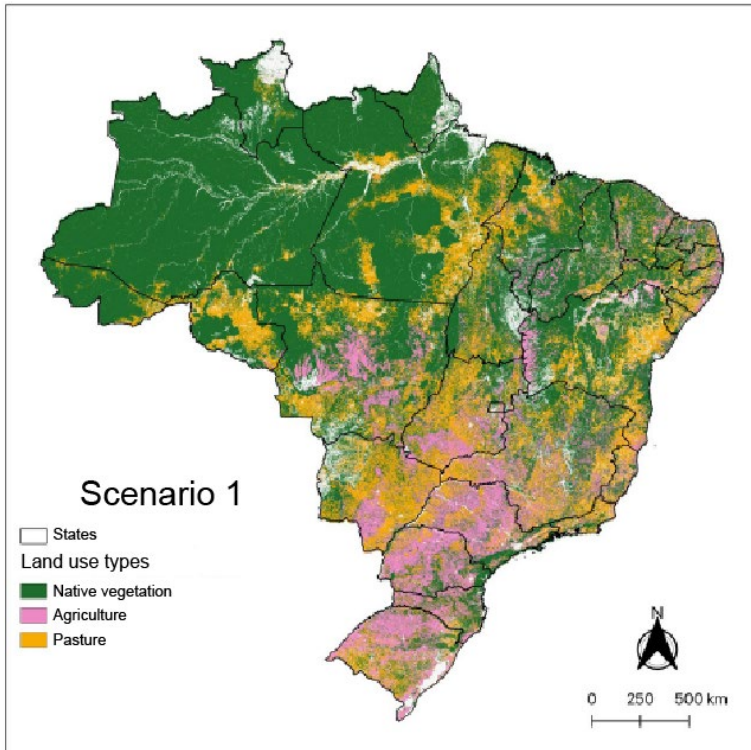 Scenario 1
States
Land use types
Native vegetation
Agriculture
Pasture
N
0 250 500 km